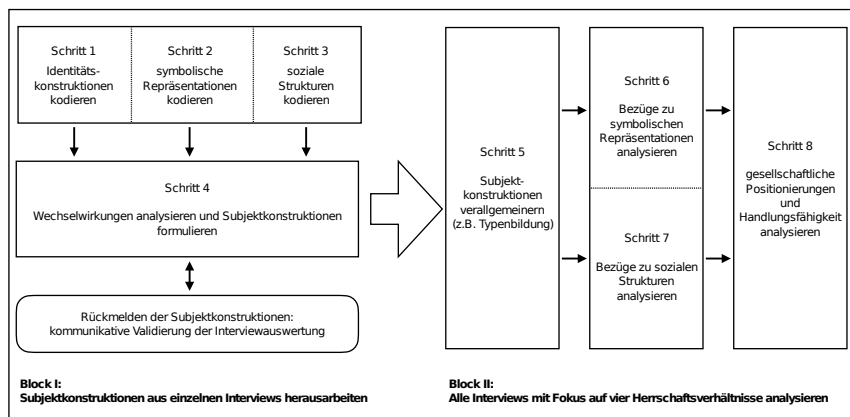 Schritt 1
Identitäts-
konstruktionen
kodieren
Schritt 2
symbolische
Repräsentationen
kodieren
Schritt 3
soziale
Strukturen
kodieren
Schritt 4
Wechselwirkungen analysieren und Subjektkonstruktionen
formulieren
Rückmelden der Subjektkonstruktionen:
kommunikative Validierung der Interviewauswertung
Block I:
Subjektkonstruktionen aus einzelnen Interviews herausarbeiten
Schritt 5
Subjekt-
konstruktionen
verallgemeinern
(z.B. Typenbildung)
Schritt 6
Bezüge zu
symbolischen
Repräsentationen
analysieren
Schritt 7
Bezüge zu sozialen
Strukturen
analysieren
Schritt 8
gesellschaftliche
Positionierungen
und
Handlungsfähigkeit
analysieren
Block II:
Alle Interviews mit Fokus auf vier Herrschaftsverhältnisse analysieren